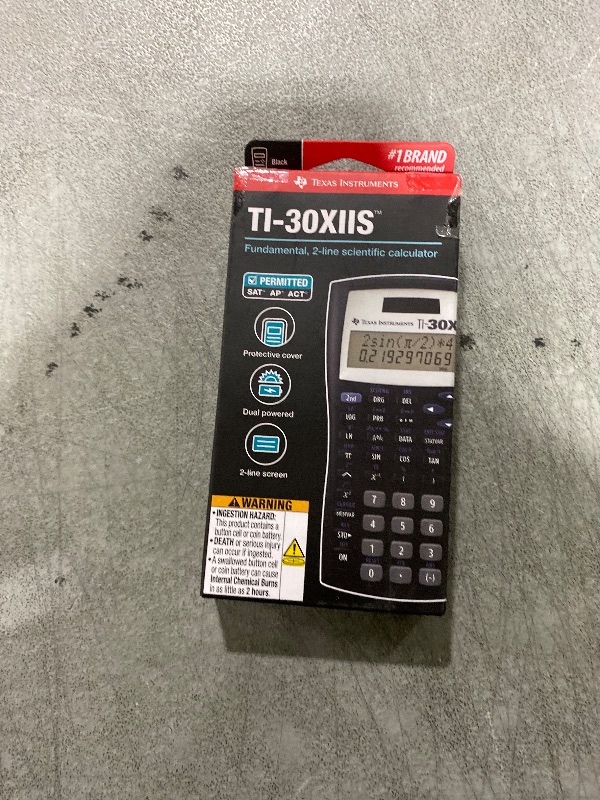 Black
#1 BRAND
recommended
TEXAS INSTRUMENTS
TI-30XIIS™
Fundamental, 2-line scientific calculator
PERMITTED
SAT* AP* ACT*
Protective cover
Dual powered
2-line screen
WARNING
• INGESTION HAZARD:
This product contains a
button cell or coin battery.
• DEATH or serious injury
can occur if ingested.
• A swallowed button cell
or coin battery can cause
Internal Chemical Burns
in as little as 2 hours.
TEXAS INSTRUMENTS TI-30X
2sin(π/2)*4
0.219297069
2nd DRG DEL
LOG PRB
LN A b/c DATA STATVAR
π SIN COS TAN
^ x⁻¹ ( )
x² 7 8 9
4 5 6
STO▸ 1 2 3
ON 0 . (-)